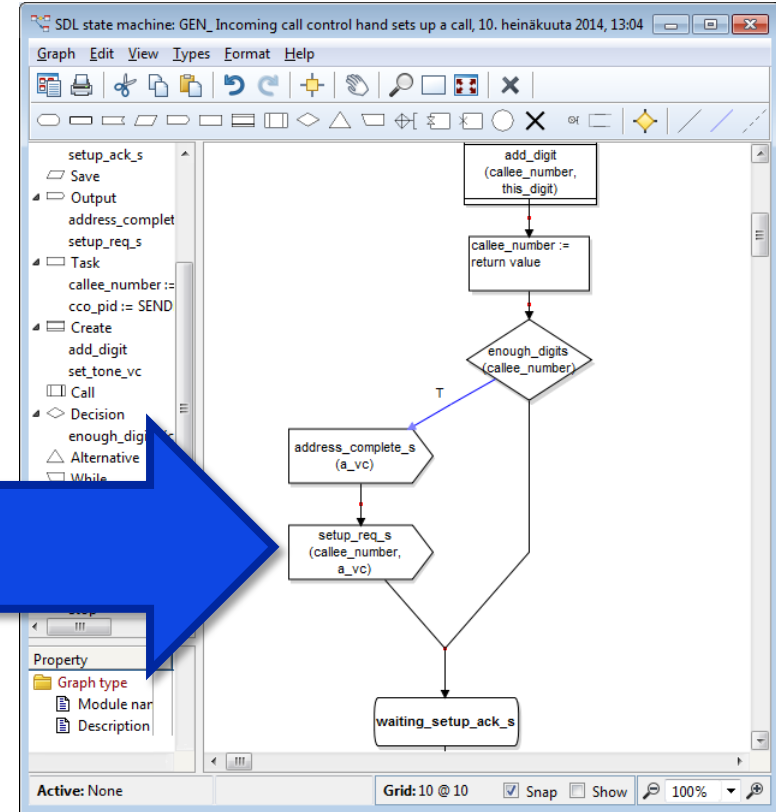 SDL state machine: GEN_ Incoming call control hand sets up a call, 10. heinäkuuta 2014, 13:04
Graph Edit View Types Format Help
setup_ack_s
Save
Output
address_complet
setup_req_s
Task
callee_number :=
cco_pid := SEND
Create
add_digit
set_tone_vc
Call
Decision
Alternative
While
Property
Graph type
Module nar
Description
add_digit
(callee_number,
this_digit)
callee_number :=
return value
enough_digits
(callee_number)
T
address_complete_s
(a_vc)
setup_req_s
(callee_number,
a_vc)
waiting_setup_ack_s
Active: None Grid: 10 @ 10 Snap Show 100%